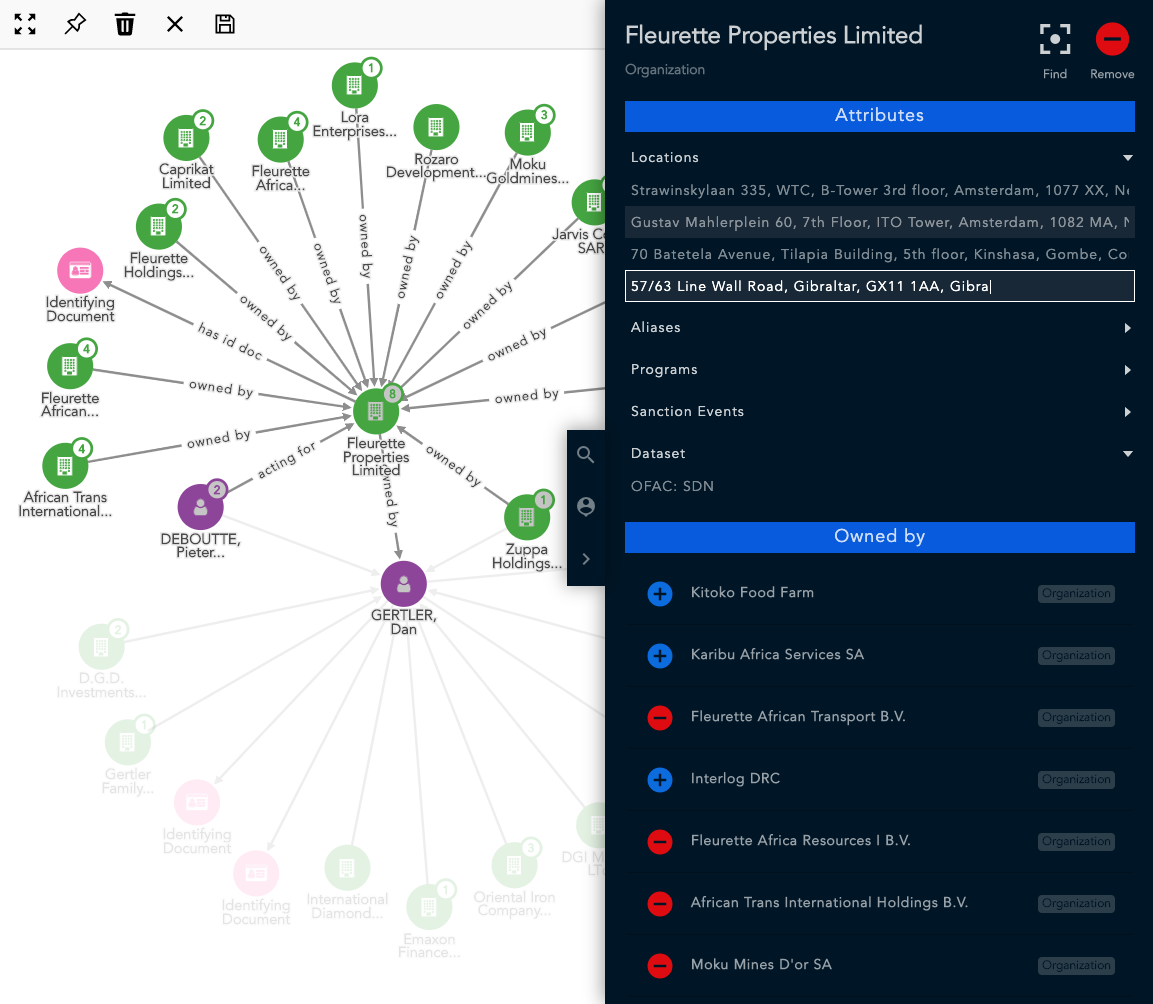 1
Lora
Enterprises...
2
Caprikat
Limited
4
Fleurette
Africa...
Rozaro
Development...
3
Moku
Goldmines...
2
Fleurette
Holdings...
Jarvis Co
SAR
Identifying
Document
owned by
owned by
owned by
owned by
owned by
owned by
owned by
owned by
has id doc
4
Fleurette
African...
owned by
owned by
8
Fleurette
Properties
Limited
4
African Trans
International...
owned by
acting for
owned by
wned by
2
DEBOUTTE,
Pieter...
1
Zuppa
Holdings...
GERTLER,
Dan
2
D.G.D.
Investments...
1
Gertler
Family...
Identifying
Document
Identifying
Document
International
Diamond...
1
Emaxon
Finance...
3
Oriental Iron
Company...
DGI M
LT
Fleurette Properties Limited
Organization
Find
Remove
Attributes
Locations
Strawinskylaan 335, WTC, B-Tower 3rd floor, Amsterdam, 1077 XX, Ne
Gustav Mahlerplein 60, 7th Floor, ITO Tower, Amsterdam, 1082 MA, N
70 Batetela Avenue, Tilapia Building, 5th floor, Kinshasa, Gombe, Co
57/63 Line Wall Road, Gibraltar, GX11 1AA, Gibra
Aliases
Programs
Sanction Events
Dataset
OFAC: SDN
Owned by
Kitoko Food Farm Organization
Karibu Africa Services SA Organization
Fleurette African Transport B.V. Organization
Interlog DRC Organization
Fleurette Africa Resources I B.V. Organization
African Trans International Holdings B.V. Organization
Moku Mines D'or SA Organization